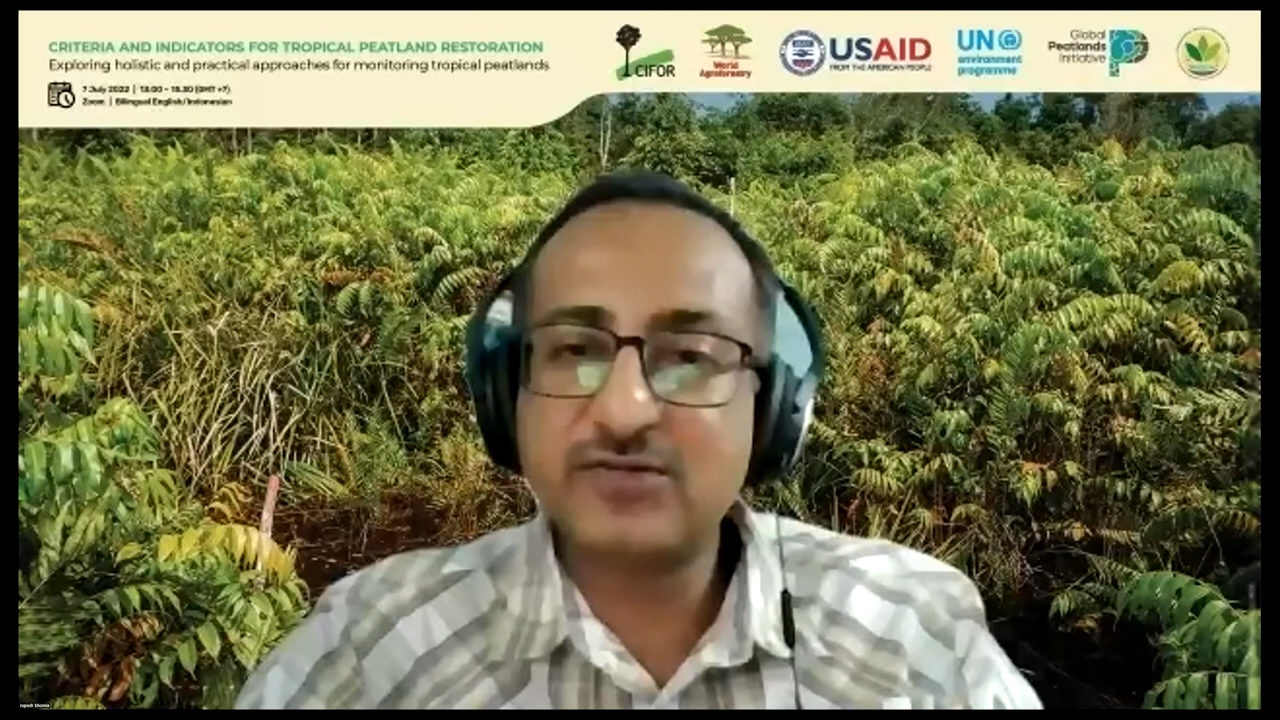 CRITERIA AND INDICATORS FOR TROPICAL PEATLAND RESTORATION
Exploring holistic and practical approaches for monitoring tropical peatlands
7 July 2022 | 13.00 - 15.30 (GMT +7)
Zoom | Bilingual English/Indonesian
CIFOR
World
Agroforestry
USAID
FROM THE AMERICAN PEOPLE
UN
environment
programme
Global
Peatlands
Initiative